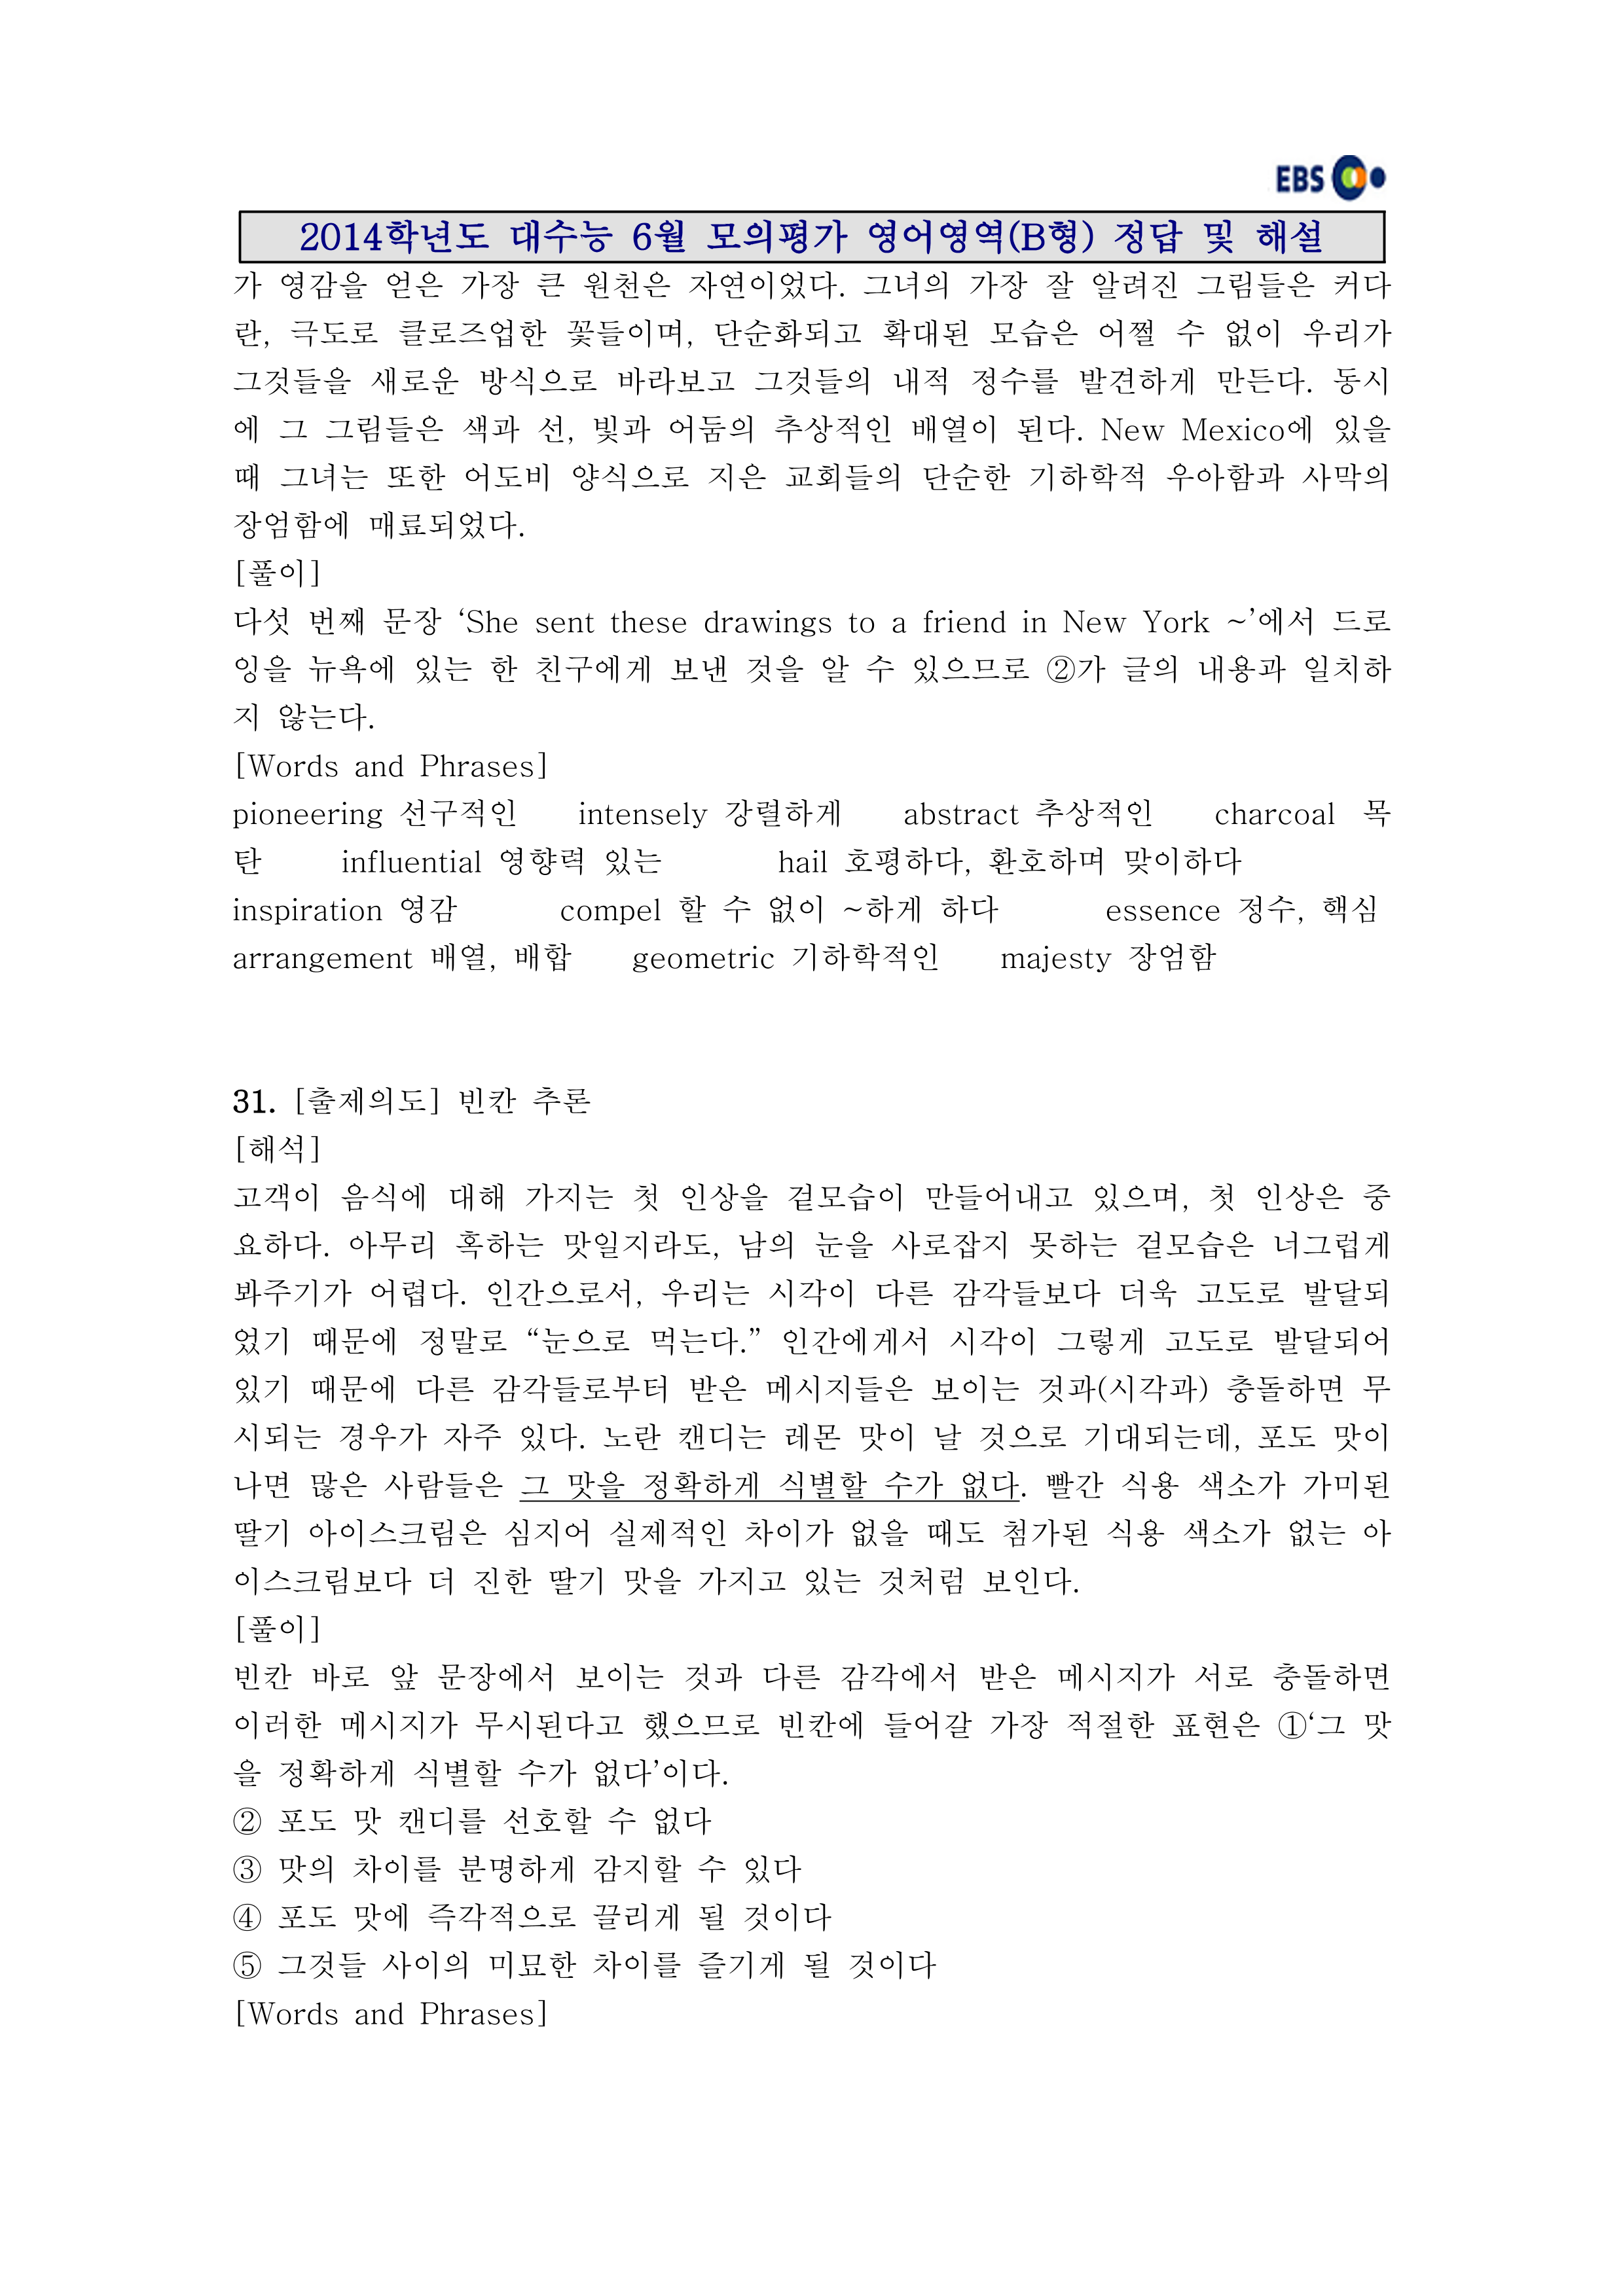 EBS
2014학년도 대수능 6월 모의평가 영어영역(B형) 정답 및 해설
가 영감을 얻은 가장 큰 원천은 자연이었다. 그녀의 가장 잘 알려진 그림들은 커다
란, 극도로 클로즈업한 꽃들이며, 단순화되고 확대된 모습은 어쩔 수 없이 우리가
그것들을 새로운 방식으로 바라보고 그것들의 내적 정수를 발견하게 만든다. 동시
에 그 그림들은 색과 선, 빛과 어둠의 추상적인 배열이 된다. New Mexico에 있을
때 그녀는 또한 어도비 양식으로 지은 교회들의 단순한 기하학적 우아함과 사막의
장엄함에 매료되었다.
[풀이]
다섯 번째 문장 ‘She sent these drawings to a friend in New York ~’에서 드로
잉을 뉴욕에 있는 한 친구에게 보낸 것을 알 수 있으므로 ②가 글의 내용과 일치하
지 않는다.
[Words and Phrases]
pioneering 선구적인 intensely 강렬하게 abstract 추상적인 charcoal 목
탄 influential 영향력 있는 hail 호평하다, 환호하며 맞이하다
inspiration 영감 compel 할 수 없이 ~하게 하다 essence 정수, 핵심
arrangement 배열, 배합 geometric 기하학적인 majesty 장엄함
31. [출제의도] 빈칸 추론
[해석]
고객이 음식에 대해 가지는 첫 인상을 겉모습이 만들어내고 있으며, 첫 인상은 중
요하다. 아무리 혹하는 맛일지라도, 남의 눈을 사로잡지 못하는 겉모습은 너그럽게
봐주기가 어렵다. 인간으로서, 우리는 시각이 다른 감각들보다 더욱 고도로 발달되
었기 때문에 정말로 “눈으로 먹는다.” 인간에게서 시각이 그렇게 고도로 발달되어
있기 때문에 다른 감각들로부터 받은 메시지들은 보이는 것과(시각과) 충돌하면 무
시되는 경우가 자주 있다. 노란 캔디는 레몬 맛이 날 것으로 기대되는데, 포도 맛이
나면 많은 사람들은 그 맛을 정확하게 식별할 수가 없다. 빨간 식용 색소가 가미된
딸기 아이스크림은 심지어 실제적인 차이가 없을 때도 첨가된 식용 색소가 없는 아
이스크림보다 더 진한 딸기 맛을 가지고 있는 것처럼 보인다.
[풀이]
빈칸 바로 앞 문장에서 보이는 것과 다른 감각에서 받은 메시지가 서로 충돌하면
이러한 메시지가 무시된다고 했으므로 빈칸에 들어갈 가장 적절한 표현은 ①‘그 맛
을 정확하게 식별할 수가 없다’이다.
② 포도 맛 캔디를 선호할 수 없다
③ 맛의 차이를 분명하게 감지할 수 있다
④ 포도 맛에 즉각적으로 끌리게 될 것이다
⑤ 그것들 사이의 미묘한 차이를 즐기게 될 것이다
[Words and Phrases]